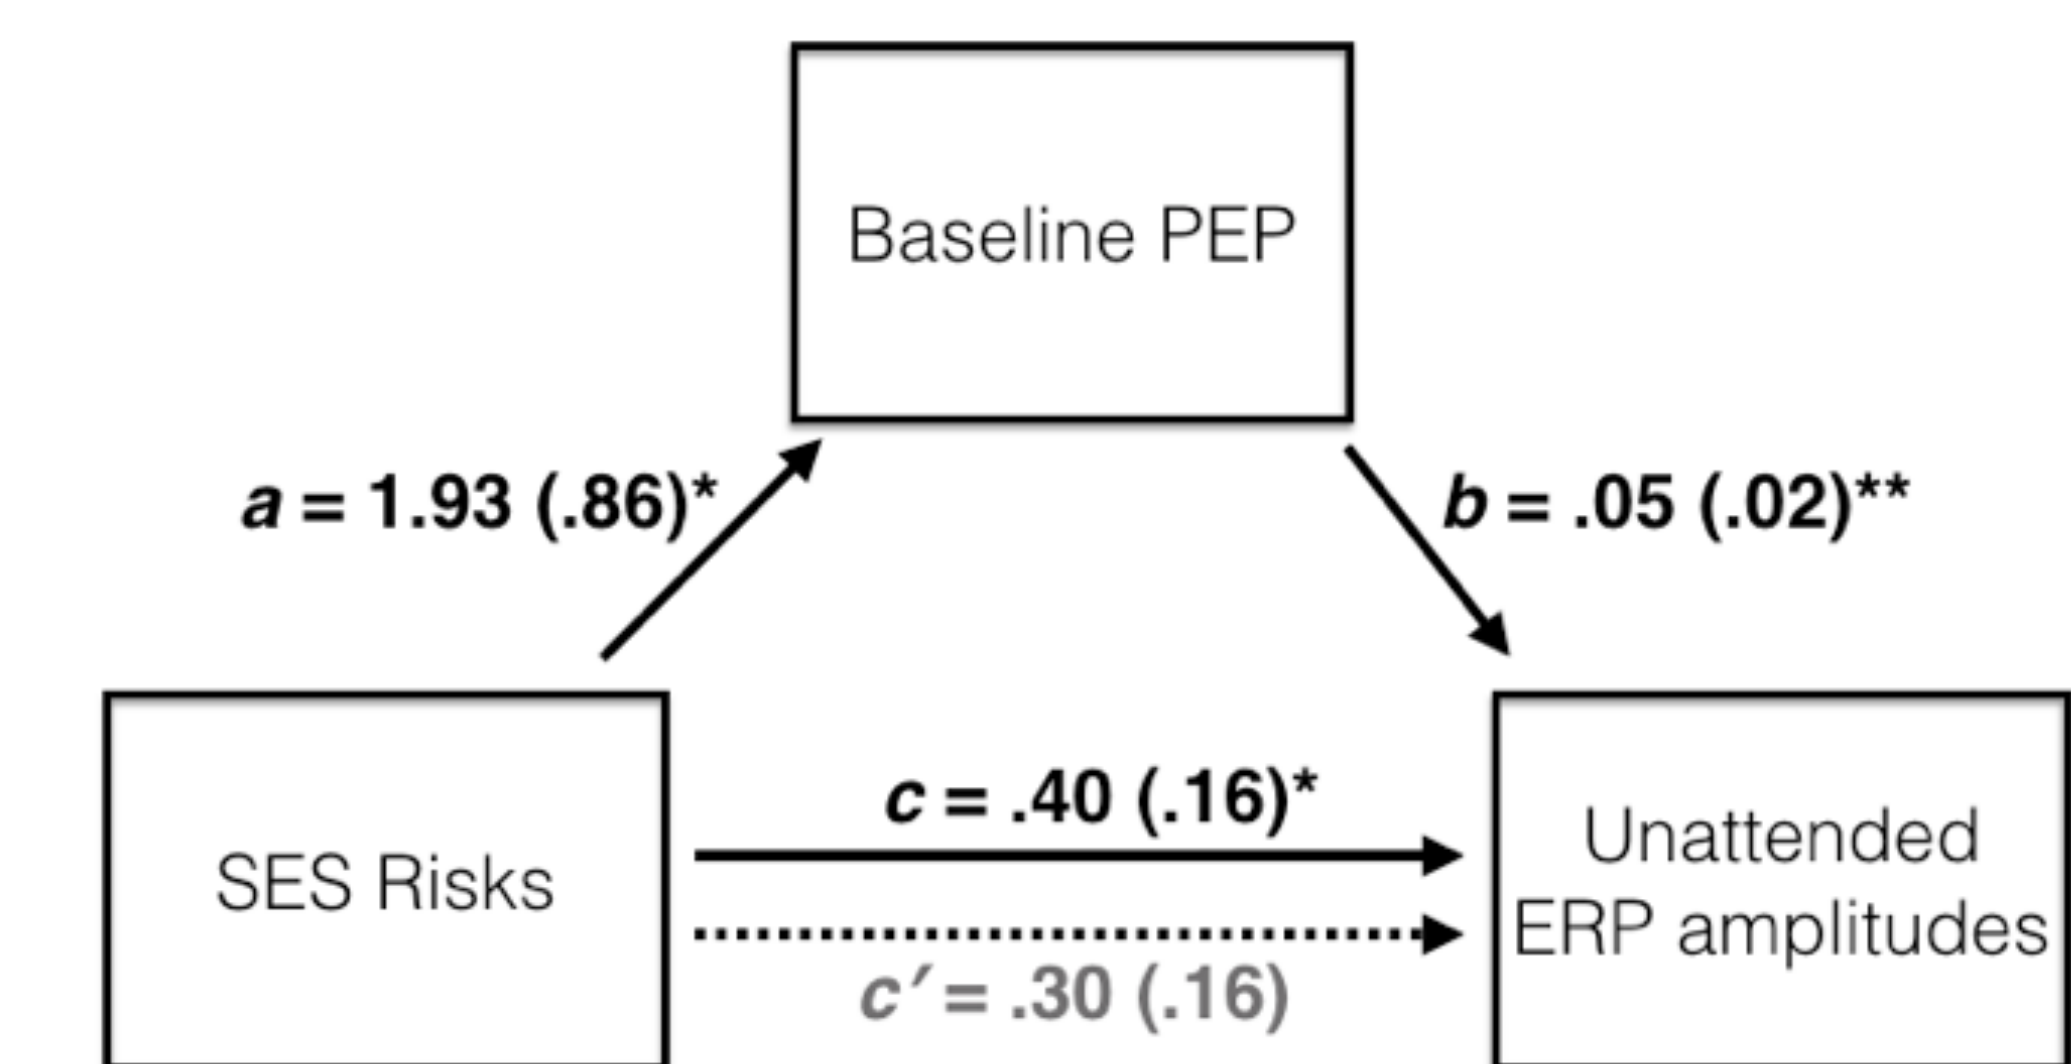 Baseline PEP
a = 1.93 (.86)*
b = .05 (.02)**
c = .40 (.16)*
SES Risks
Unattended
ERP amplitudes
c′ = .30 (.16)